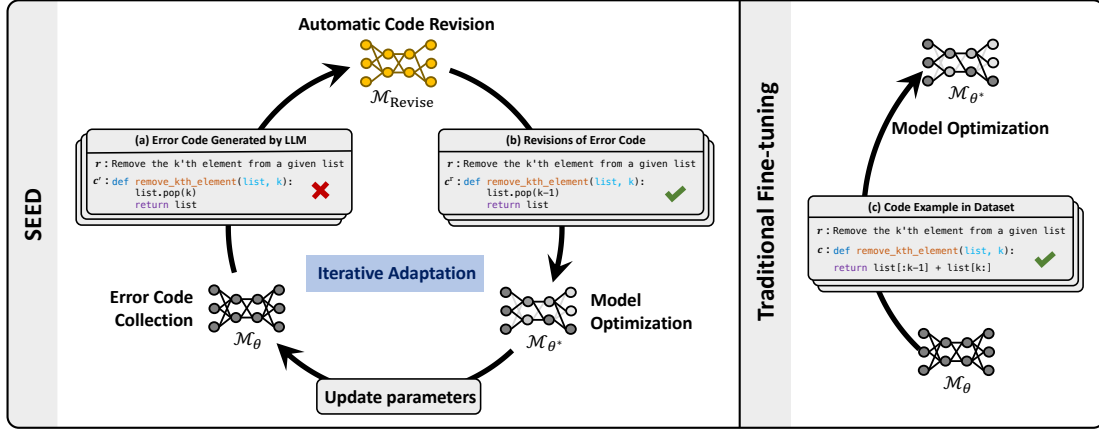 SEED
Automatic Code Revision
ℳRevise
(a) Error Code Generated by LLM
r : Remove the k'th element from a given list
c′ : def remove_kth_element(list, k):
list.pop(k)
return list
(b) Revisions of Error Code
r : Remove the k'th element from a given list
cʳ : def remove_kth_element(list, k):
list.pop(k-1)
return list
Iterative Adaptation
Error Code
Collection
ℳθ
Model
Optimization
ℳθ*
Update parameters
Traditional Fine-tuning
ℳθ*
Model Optimization
(c) Code Example in Dataset
r : Remove the k'th element from a given list
c : def remove_kth_element(list, k):
return list[:k-1] + list[k:]
ℳθ